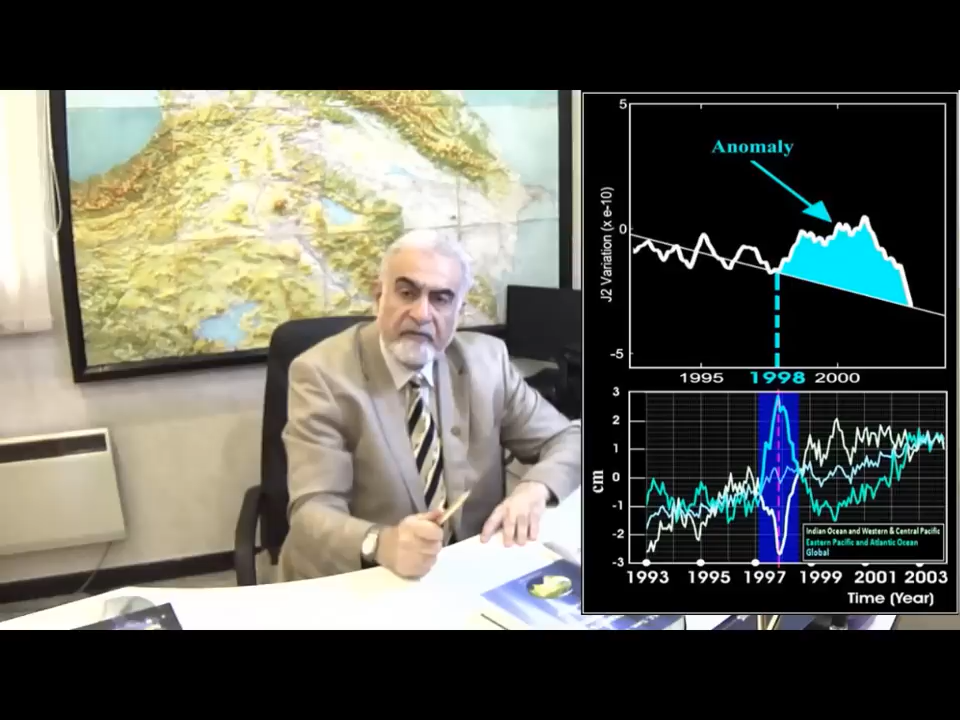 5
Anomaly
0
J2 Variation (x e-10)
-5
1995 1998 2000
3
2
1
0
-1
-2
-3
cm
Indian Ocean and Western & Central Pacific
Eastern Pacific and Atlantic Ocean
Global
1993 1995 1997 1999 2001 2003
Time (Year)